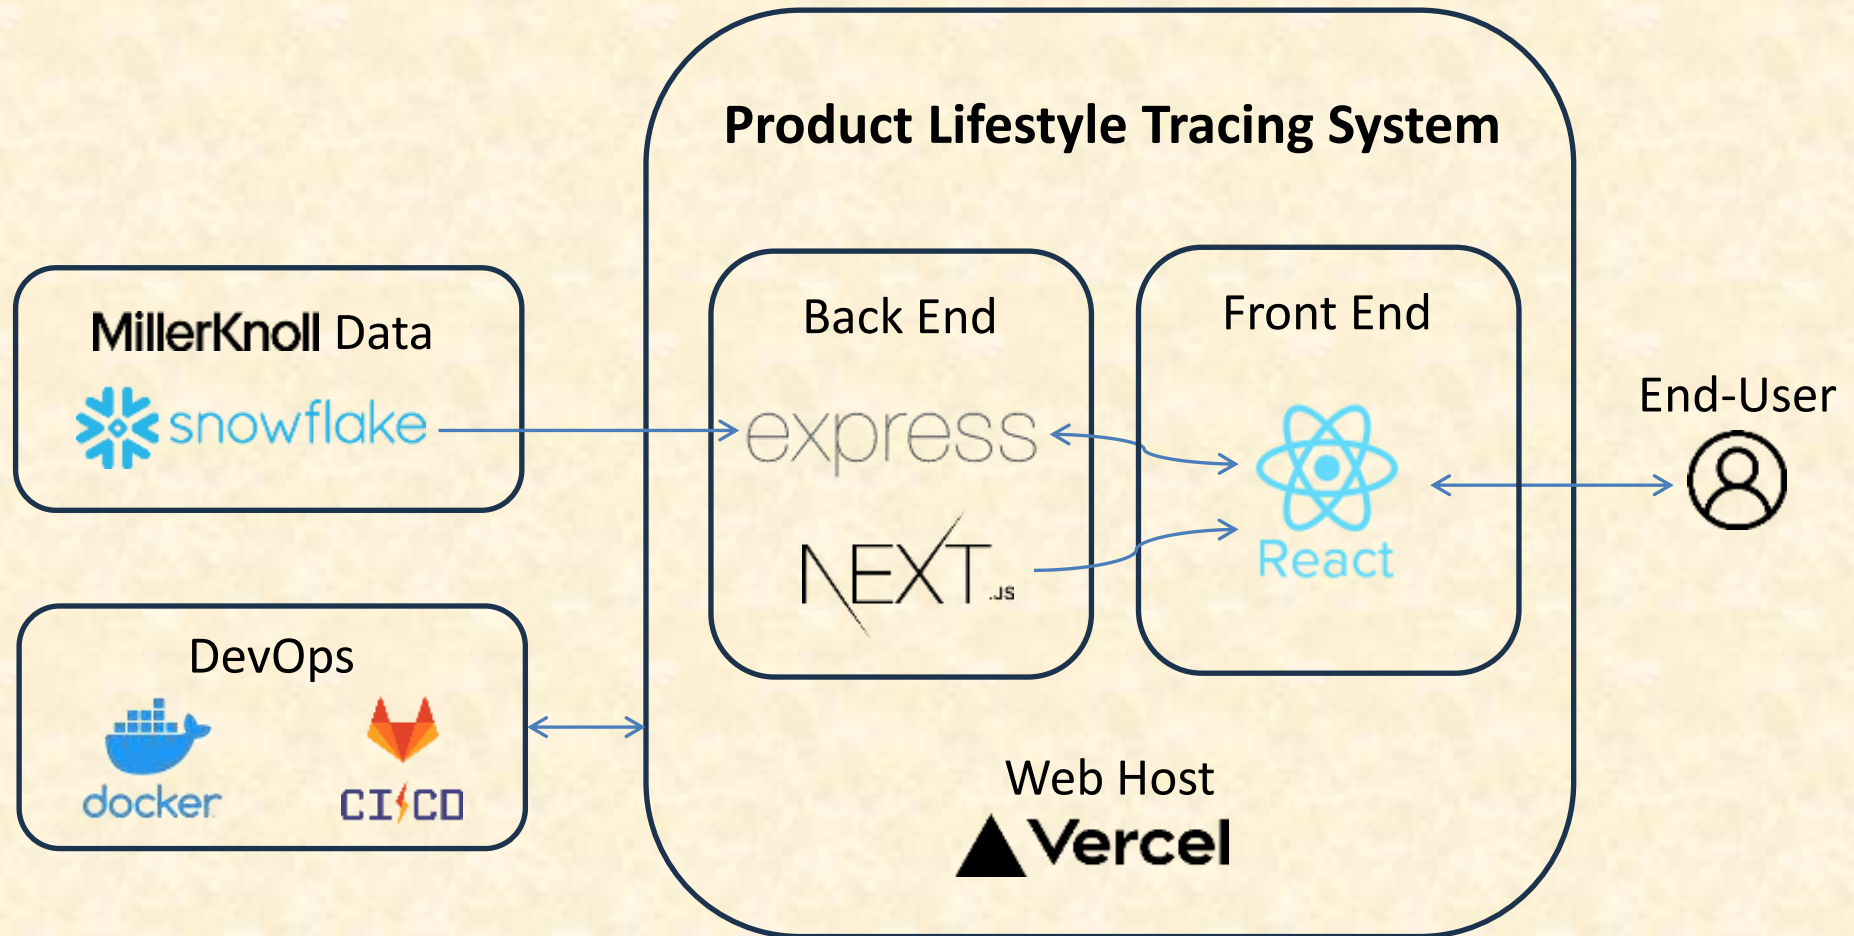 Product Lifestyle Tracing System
MillerKnoll Data
snowflake
DevOps
docker
CI/CD
Back End
express
NEXT.JS
Front End
React
Web Host
Vercel
End-User